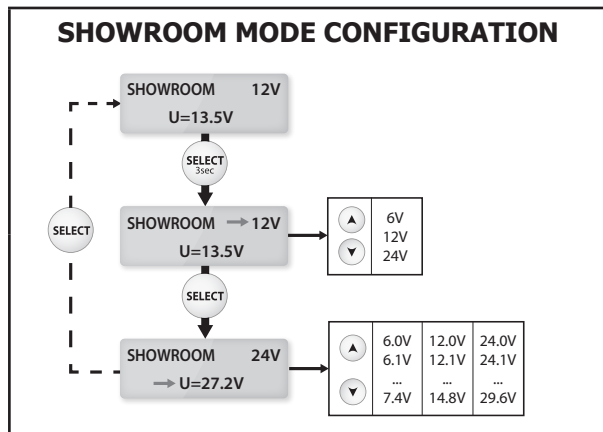 SHOWROOM MODE CONFIGURATION
SHOWROOM 12V
U=13.5V
SELECT
3sec
SHOWROOM → 12V
U=13.5V
6V
12V
24V
SELECT
SELECT
SHOWROOM 24V
→ U=27.2V
6.0V 12.0V 24.0V
6.1V 12.1V 24.1V
... ... ...
7.4V 14.8V 29.6V